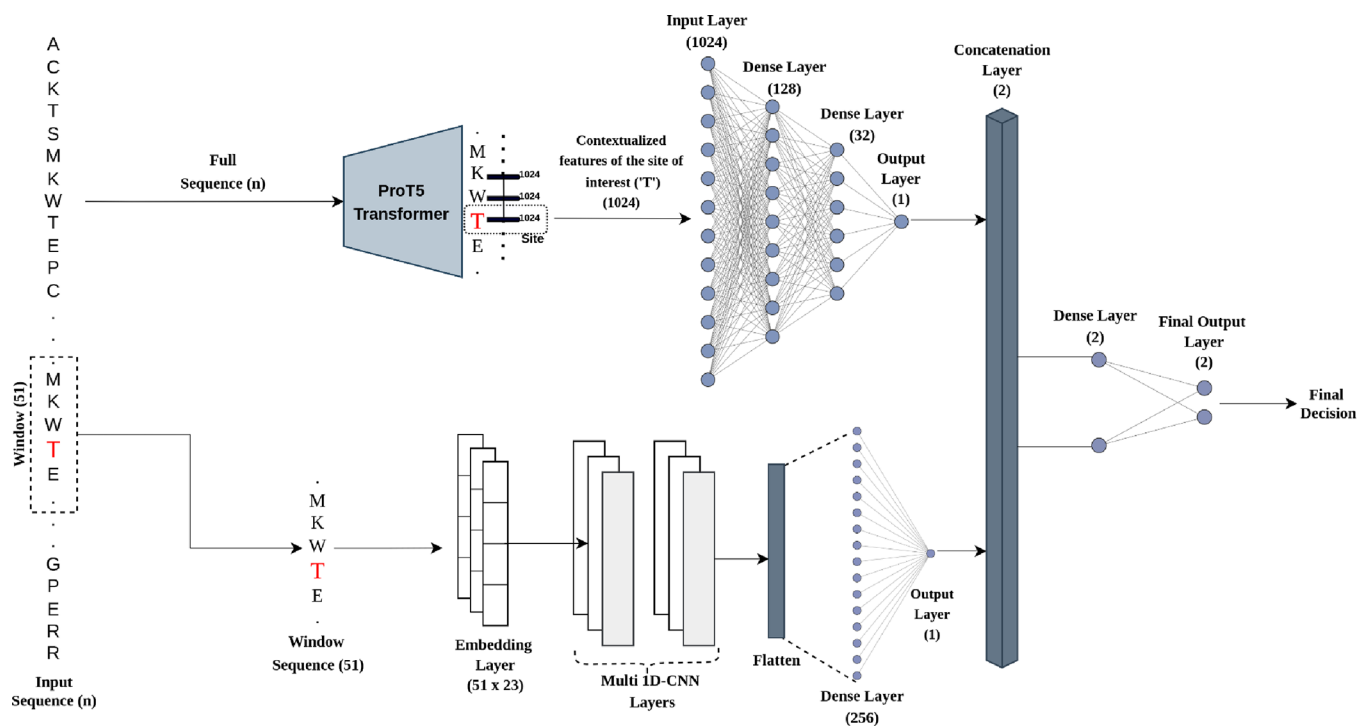 A
C
K
T
S
M
K
W
T
E
P
C
.
.
.
M
K
W
T
E
.
.
.
G
P
E
R
R
Input
Sequence (n)
Window (51)
Full
Sequence (n)
ProT5
Transformer
.
M
K
W
T
E
.
1024
1024
1024
Site
Contextualized
features of the site of
interest ('T')
(1024)
Input Layer
(1024)
Dense Layer
(128)
Dense Layer
(32)
Output
Layer
(1)
Concatenation
Layer
(2)
Dense Layer
(2)
Final Output
Layer
(2)
Final
Decision
.
M
K
W
T
E
.
Window
Sequence (51)
Embedding
Layer
(51 x 23)
Multi 1D-CNN
Layers
Flatten
Dense Layer
(256)
Output
Layer
(1)